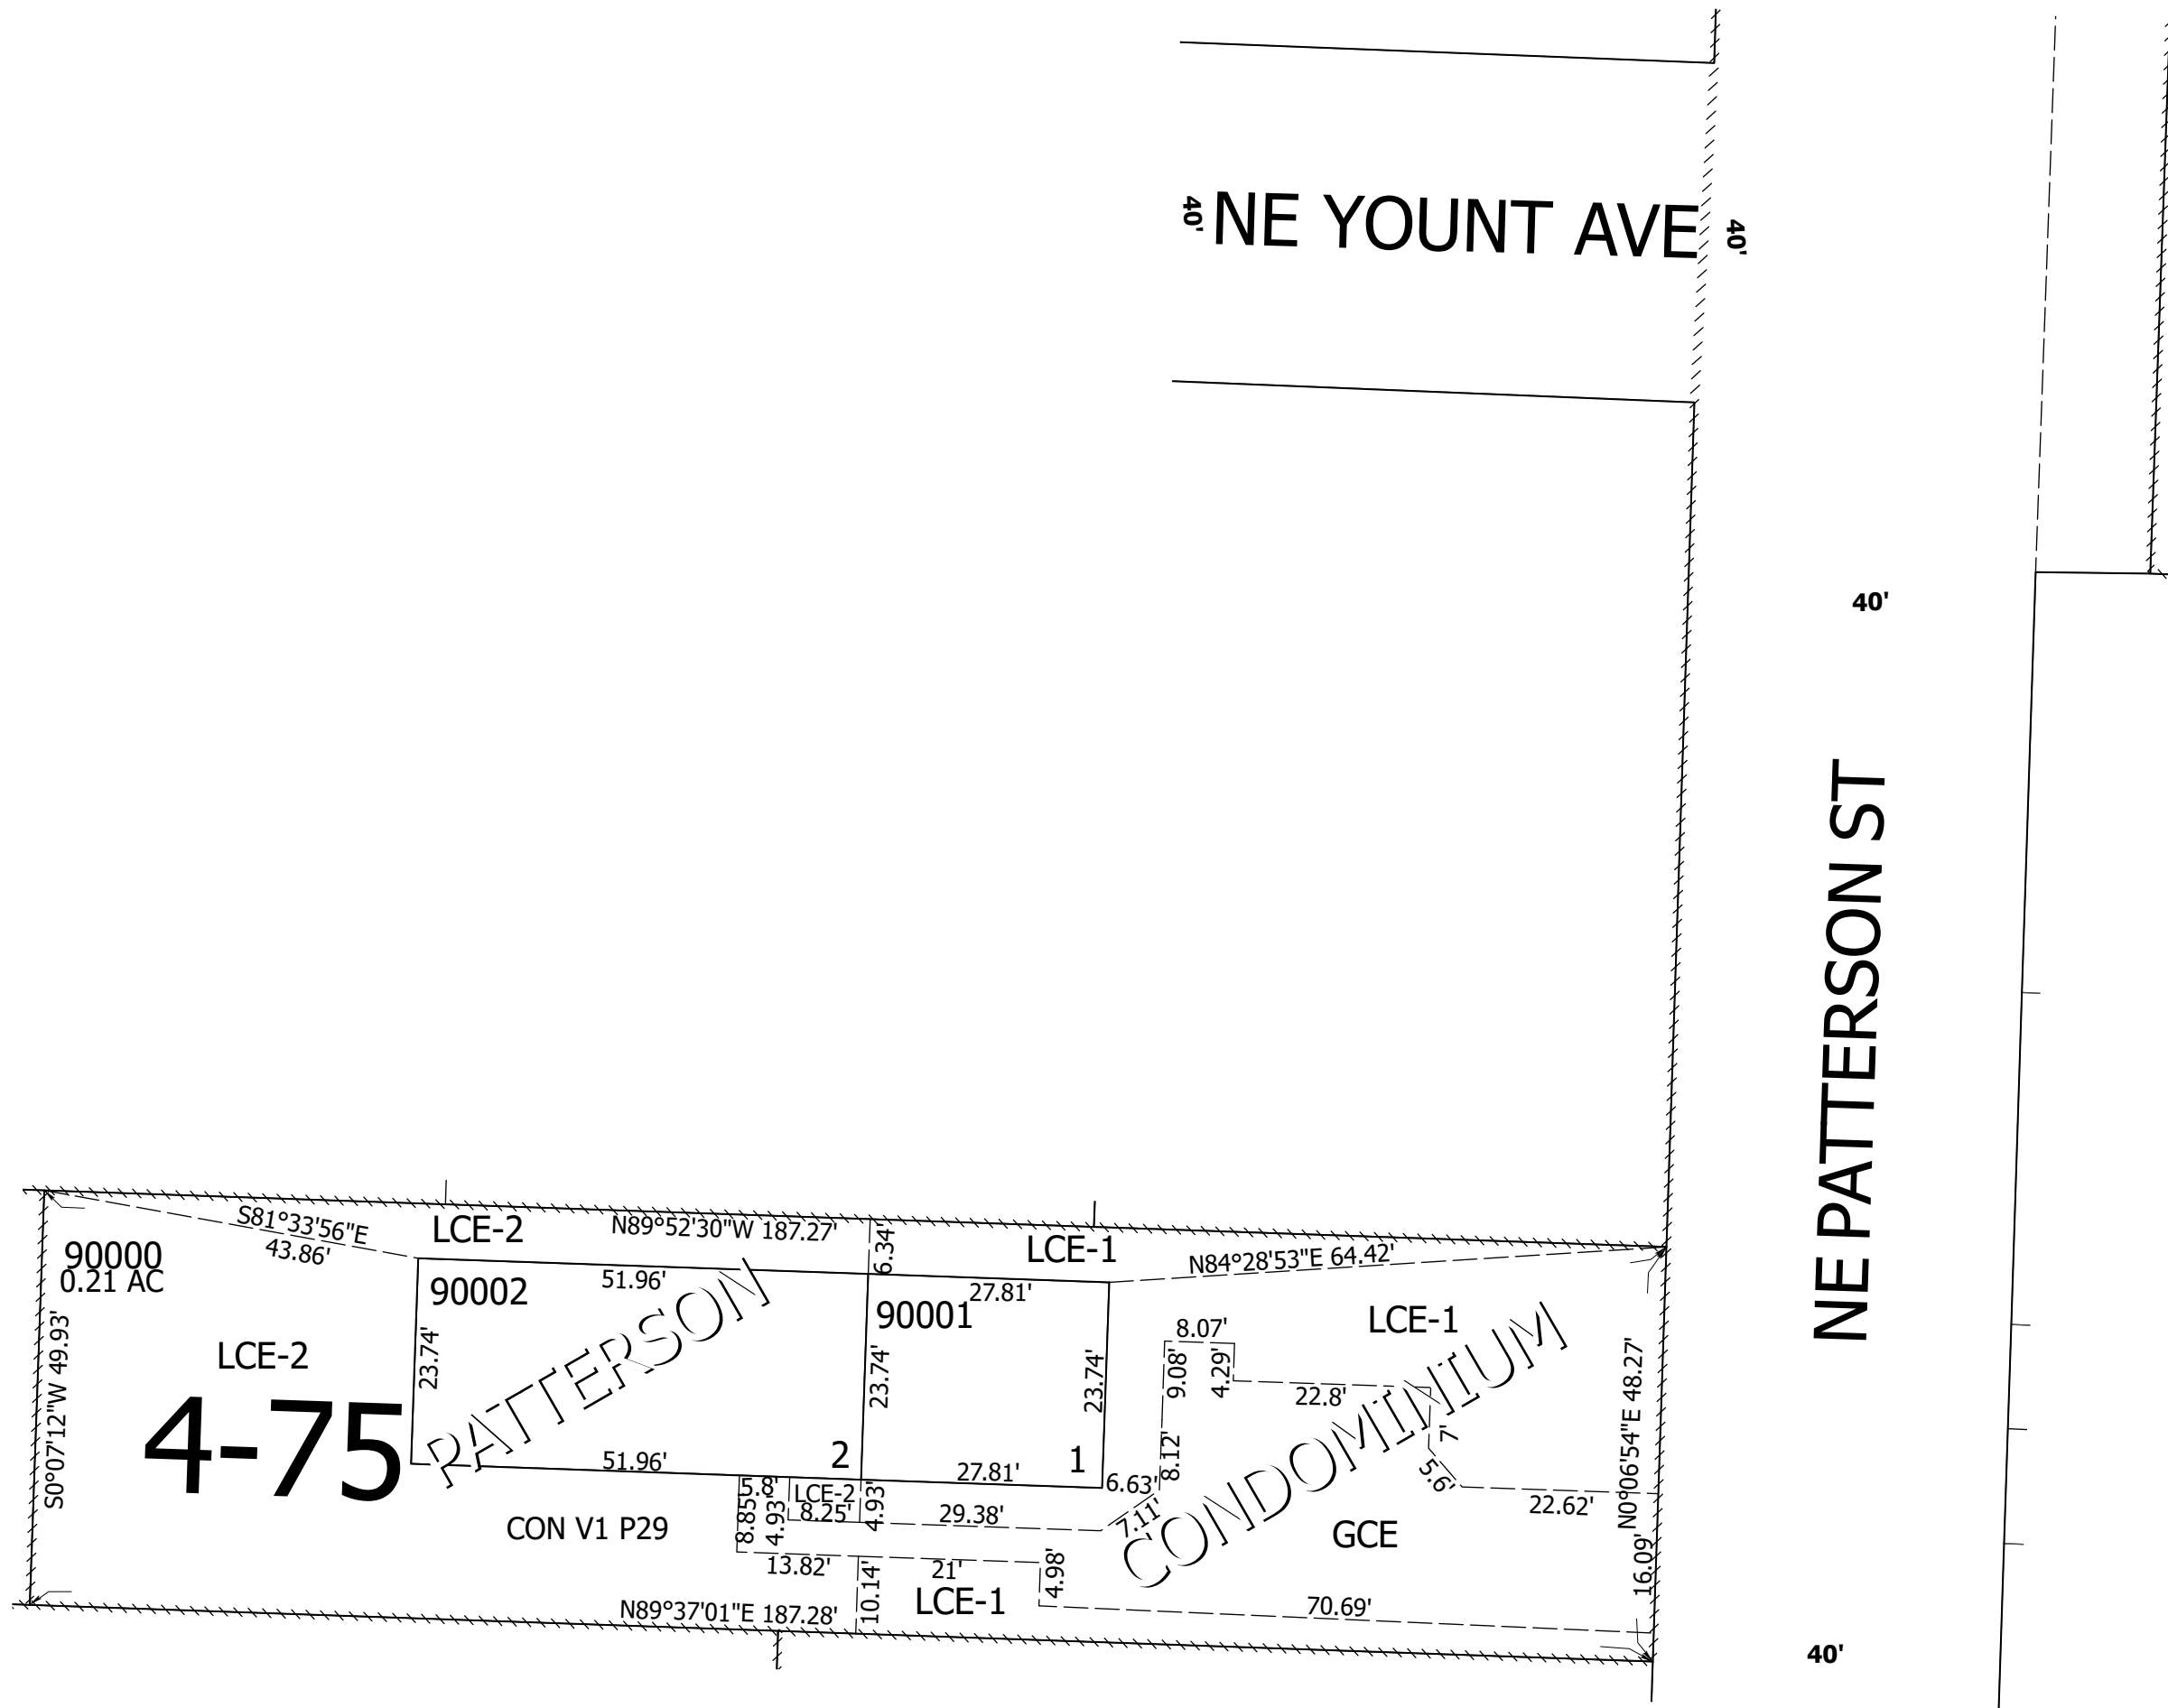 40'
NE YOUNT AVE
40'
40'
NE PATTERSON ST
S81°33'56"E
43.86'
LCE-2
N89°52'30"W 187.27'
6.34'
LCE-1
N84°28'53"E 64.42'
90000
0.21 AC
90002
51.96'
27.81'
90001
LCE-1
LCE-2
23.74'
PATTERSON
23.74'
23.74'
8.07'
9.08'
4.29'
22.8'
S0°07'12"W 49.93'
4-75
N0°06'54"E 48.27'
CONDOMINIUM
7'
5.6'
51.96'
2
27.81'
1
6.63'
8.12'
5.8'
LCE-2
8.25'
8.85'
4.93'
4.93'
29.38'
7.11'
22.62'
CON V1 P29
GCE
13.82'
21'
4.98'
16.09'
10.14'
LCE-1
N89°37'01"E 187.28'
70.69'
40'